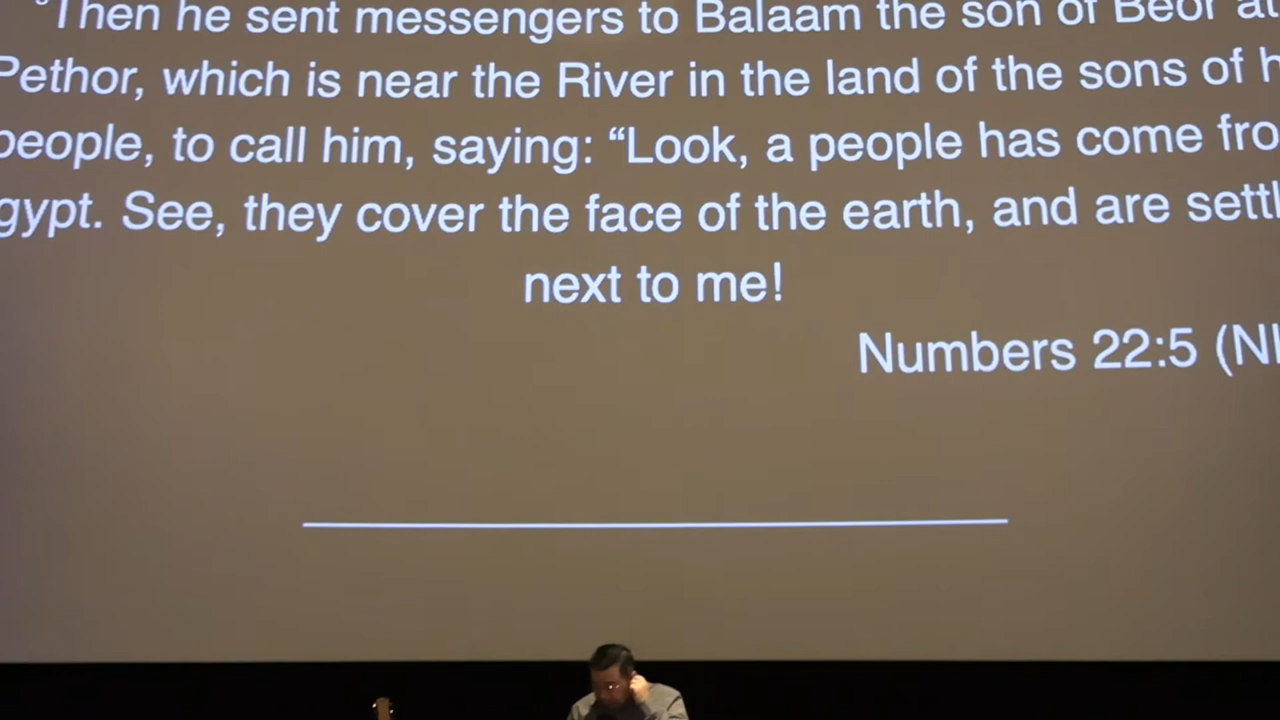 Then he sent messengers to Balaam the son of Beor at
Pethor, which is near the River in the land of the sons of
people, to call him, saying: “Look, a people has come
gypt. See, they cover the face of the earth, and are
next to me!
Numbers 22:5